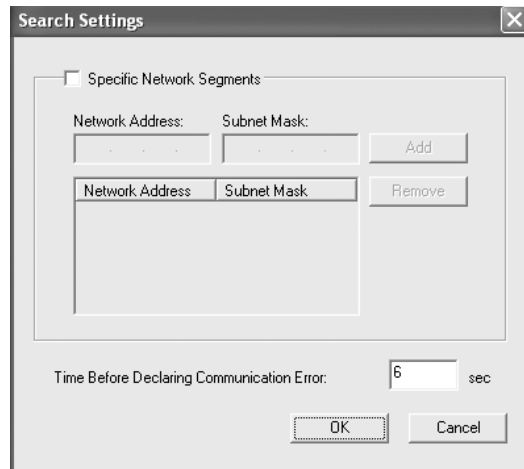 Search Settings
Specific Network Segments
Network Address: Subnet Mask:
Add
Network Address Subnet Mask
Remove
Time Before Declaring Communication Error: 6 sec
OK Cancel